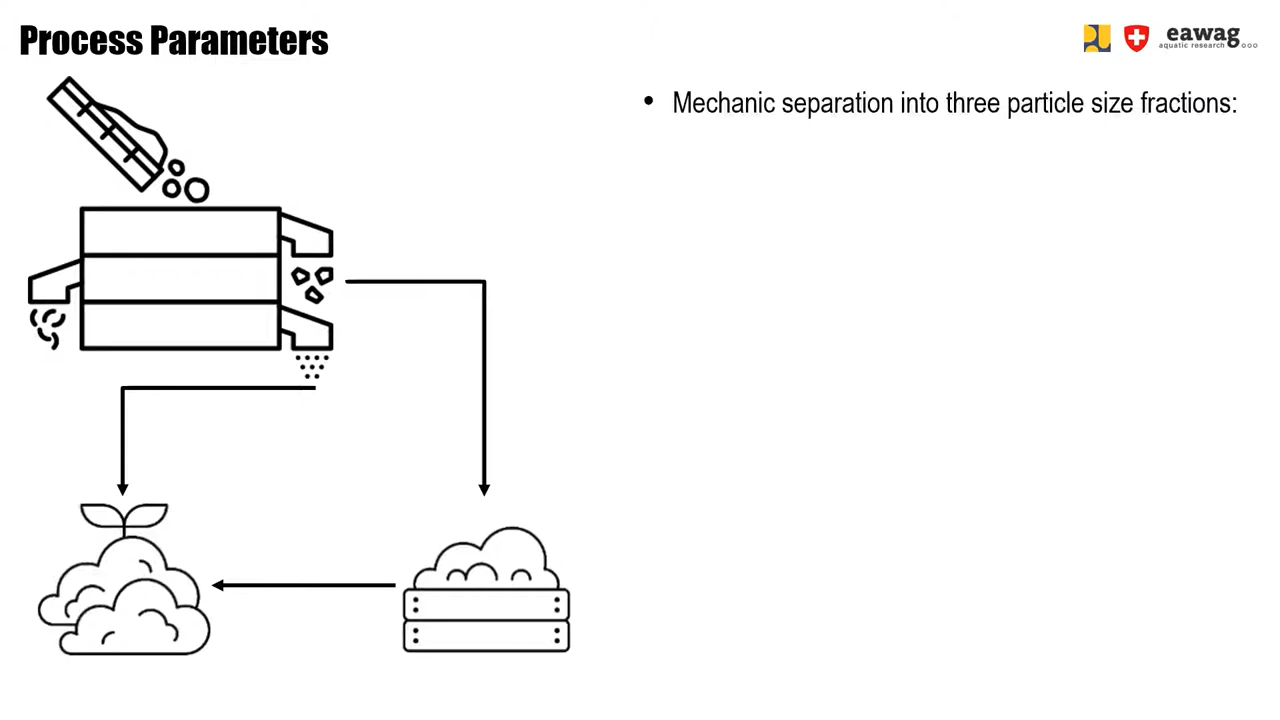 Process Parameters
eawag
aquatic research
• Mechanic separation into three particle size fractions: